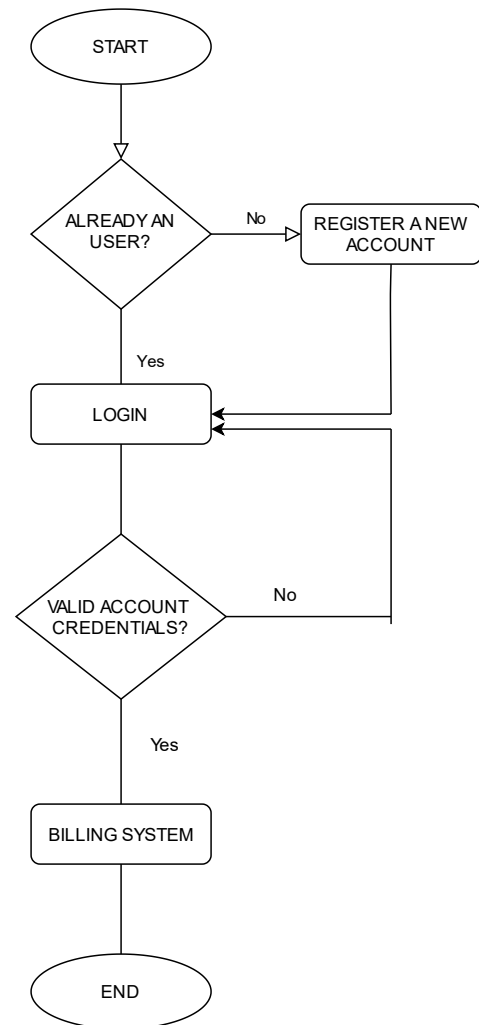 START
ALREADY AN
USER?
No
REGISTER A NEW
ACCOUNT
Yes
LOGIN
VALID ACCOUNT
CREDENTIALS?
No
Yes
BILLING SYSTEM
END